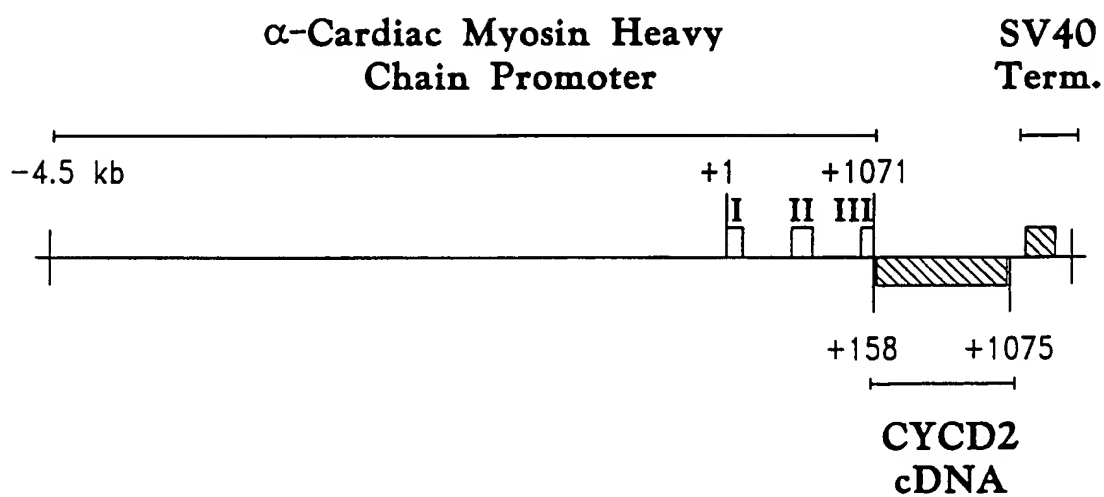 α-Cardiac Myosin Heavy
Chain Promoter
SV40
Term.
-4.5 kb
+1
+1071
I
II
III
+158
+1075
CYCD2
cDNA